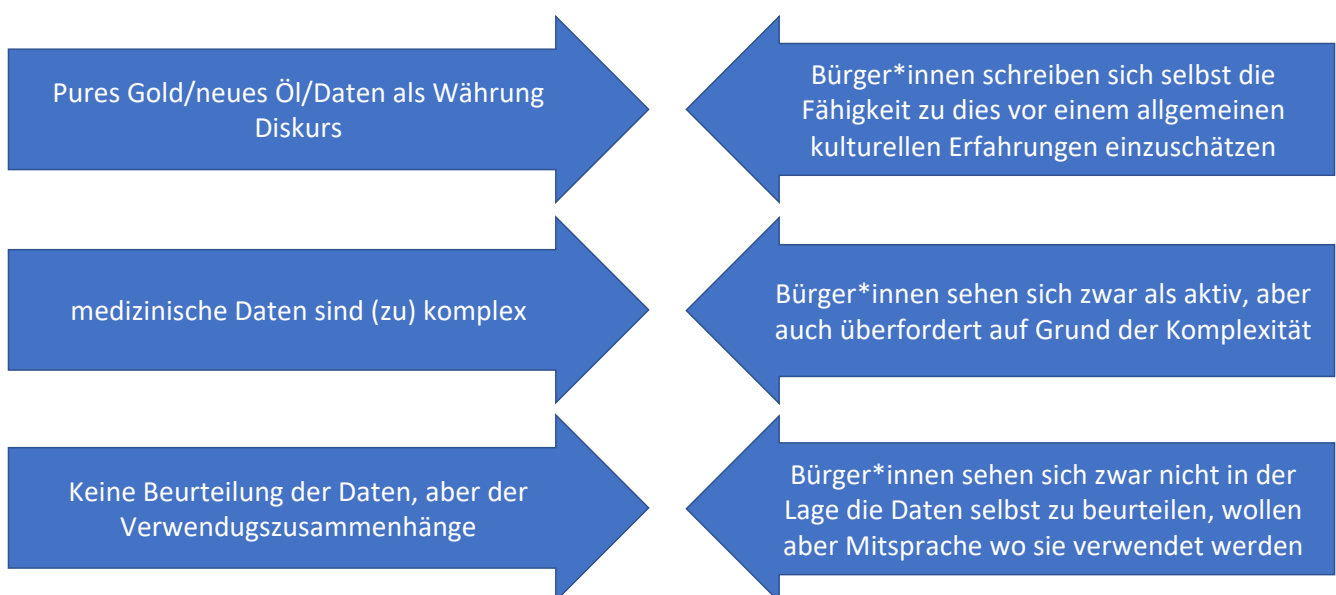 Pures Gold/neues Öl/Daten als Währung
Diskurs
Bürger*innen schreiben sich selbst die
Fähigkeit zu dies vor einem allgemeinen
kulturellen Erfahrungen einzuschätzen
medizinische Daten sind (zu) komplex
Bürger*innen sehen sich zwar als aktiv, aber
auch überfordert auf Grund der Komplexität
Keine Beurteilung der Daten, aber der
Verwendugszusammenhänge
Bürger*innen sehen sich zwar nicht in der
Lage die Daten selbst zu beurteilen, wollen
aber Mitsprache wo sie verwendet werden